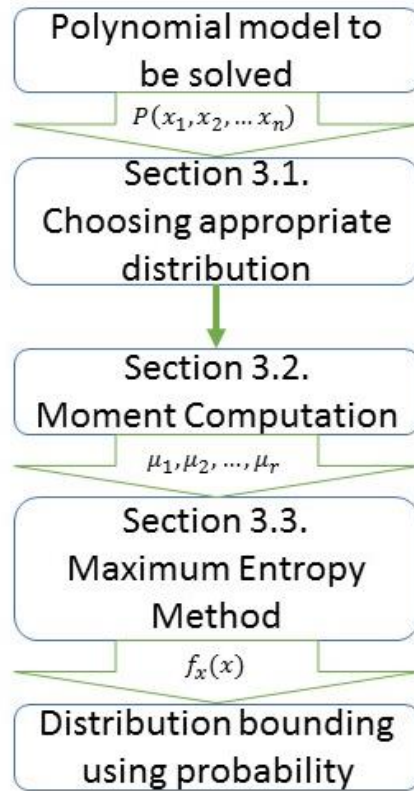 Polynomial model to
be solved
P(x₁, x₂, … xₙ)
Section 3.1.
Choosing appropriate
distribution
Section 3.2.
Moment Computation
μ₁, μ₂, …, μᵣ
Section 3.3.
Maximum Entropy
Method
fₓ(x)
Distribution bounding
using probability